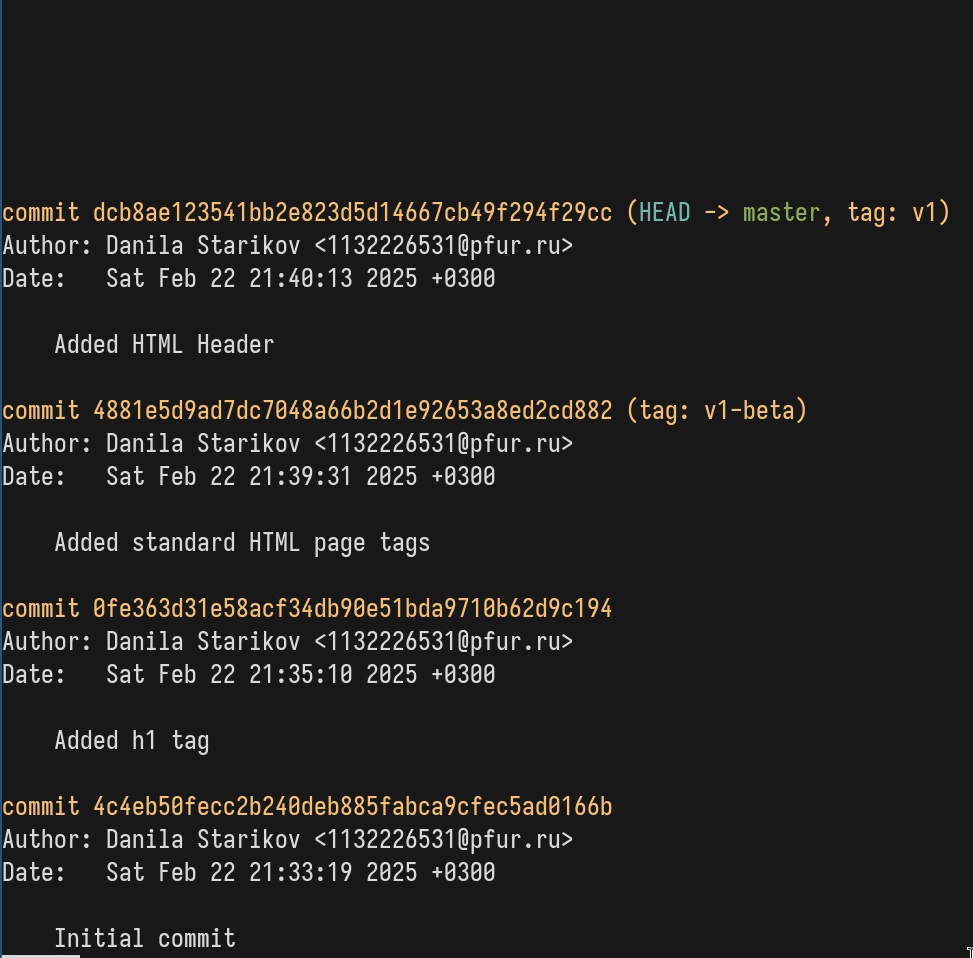 commit dcb8ae123541bb2e823d5d14667cb49f294f29cc (HEAD -> master, tag: v1)
Author: Danila Starikov <1132226531@pfur.ru>
Date:   Sat Feb 22 21:40:13 2025 +0300
Added HTML Header
commit 4881e5d9ad7dc7048a66b2d1e92653a8ed2cd882 (tag: v1-beta)
Author: Danila Starikov <1132226531@pfur.ru>
Date:   Sat Feb 22 21:39:31 2025 +0300
Added standard HTML page tags
commit 0fe363d31e58acf34db90e51bda9710b62d9c194
Author: Danila Starikov <1132226531@pfur.ru>
Date:   Sat Feb 22 21:35:10 2025 +0300
Added h1 tag
commit 4c4eb50fecc2b240deb885fabca9cfec5ad0166b
Author: Danila Starikov <1132226531@pfur.ru>
Date:   Sat Feb 22 21:33:19 2025 +0300
Initial commit